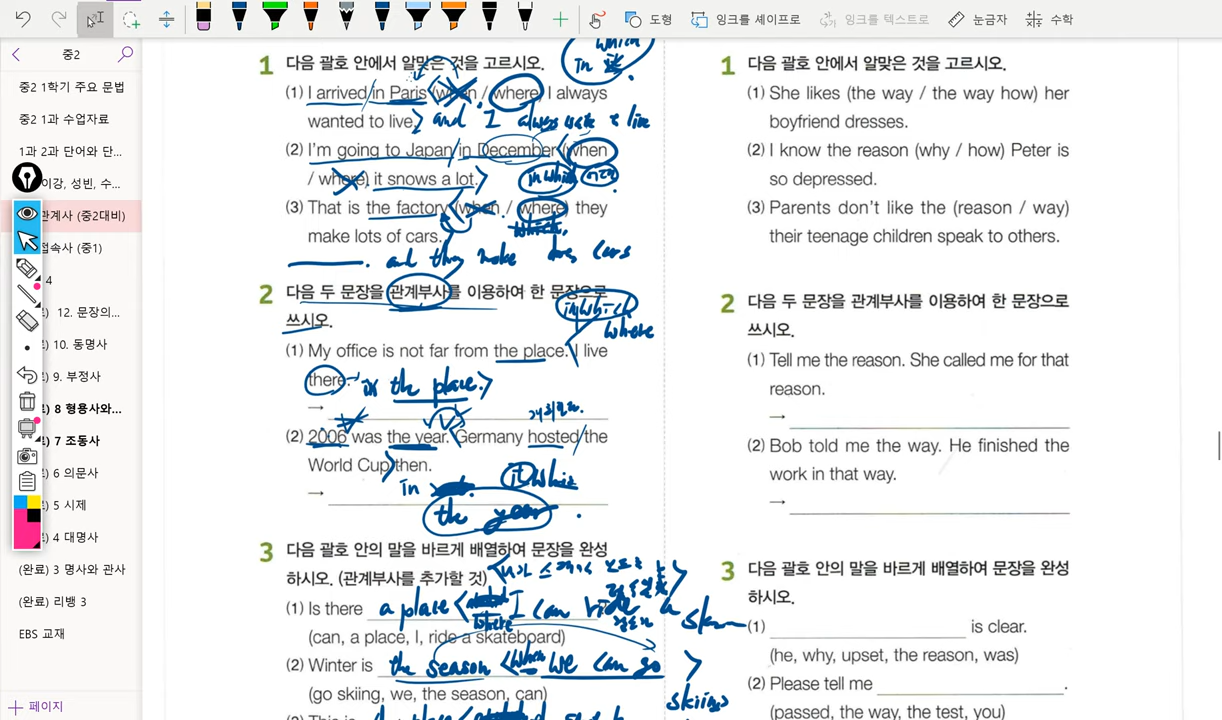 도형
잉크를 셰이프로
잉크를 텍스트로
눈금자
수학
중2
중2 1학기 주요 문법
중2 1과 수업자료
1과 2과 단어와 단...
이강, 성빈, 수...
관계사 (중2대비)
접속사 (중1)
4
) 12. 문장의...
) 10. 동명사
) 9. 부정사
) 8 형용사와...
) 7 조동사
) 6 의문사
) 5 시제
) 4 대명사
(완료) 3 명사와 관사
(완료) 리뱅 3
EBS 교재
페이지
which
in
1 다음 괄호 안에서 알맞은 것을 고르시오.
(1) I arrived in Paris (when / where) I always
wanted to live. and I always live
(2) I'm going to Japan in December (when
/ where) it snows a lot. in which
(3) That is the factory (when / where) they
which
make lots of cars.
and they make cars
2 다음 두 문장을 관계부사를 이용하여 한 문장으로
쓰시오.
in which
where
(1) My office is not far from the place. I live
there. in the place.
→
개최하다.
(2) 2006 was the year. Germany hosted the
World Cup then.
in
→
the year
3 다음 괄호 안의 말을 바르게 배열하여 문장을 완성
하시오. (관계부사를 추가할 것)
(1) Is there a place I can ride a
where
(can, a place, I, ride a skateboard)
(2) Winter is the season when we can go
skiing
(go skiing, we, the season, can)
1 다음 괄호 안에서 알맞은 것을 고르시오.
(1) She likes (the way / the way how) her
boyfriend dresses.
(2) I know the reason (why / how) Peter is
so depressed.
(3) Parents don't like the (reason / way)
their teenage children speak to others.
2 다음 두 문장을 관계부사를 이용하여 한 문장으로
쓰시오.
(1) Tell me the reason. She called me for that
reason.
→
(2) Bob told me the way. He finished the
work in that way.
→
3 다음 괄호 안의 말을 바르게 배열하여 문장을 완성
하시오.
(1) is clear.
(he, why, upset, the reason, was)
(2) Please tell me .
(passed, the way, the test, you)